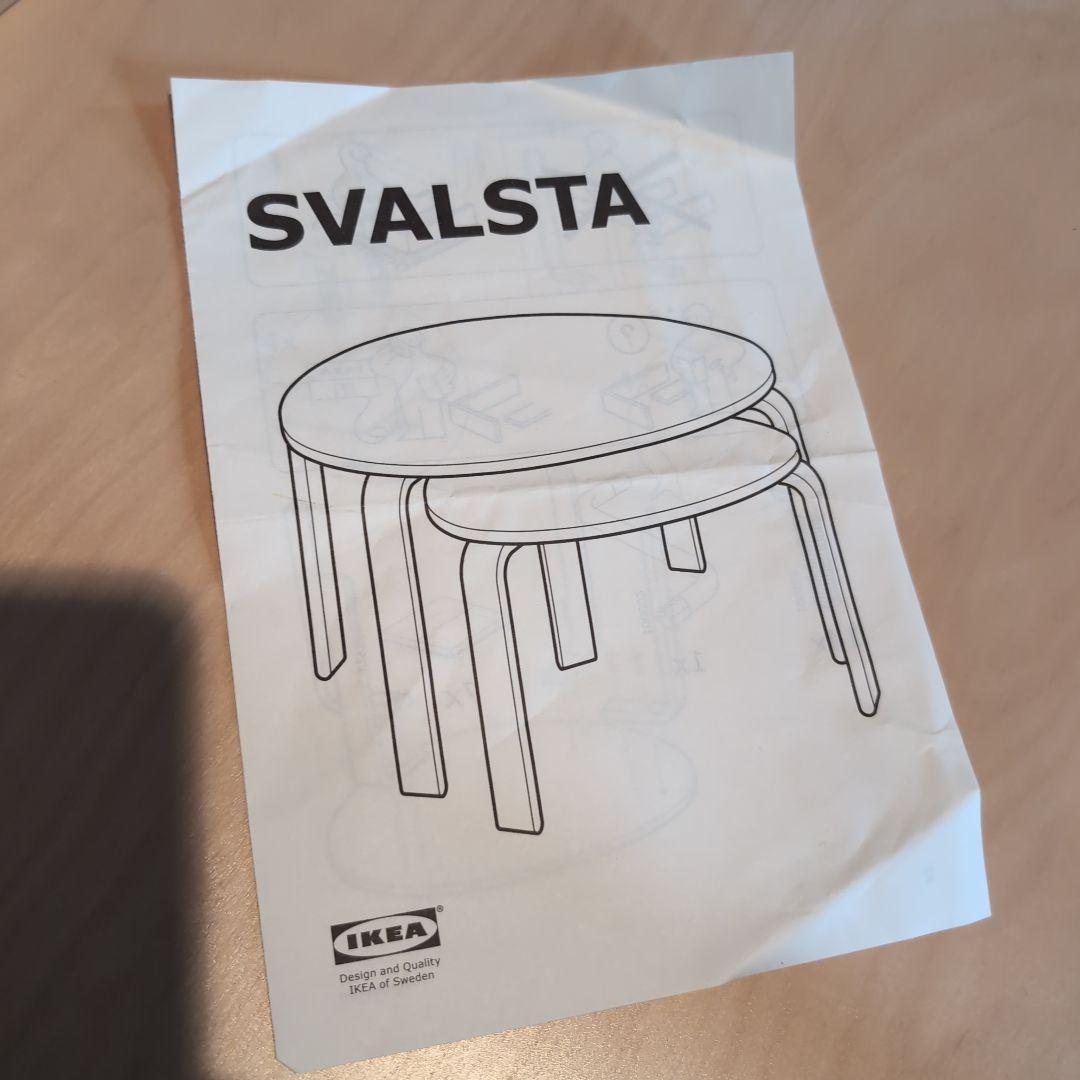 SVALSTA
IKEA®
Design and Quality
IKEA of Sweden